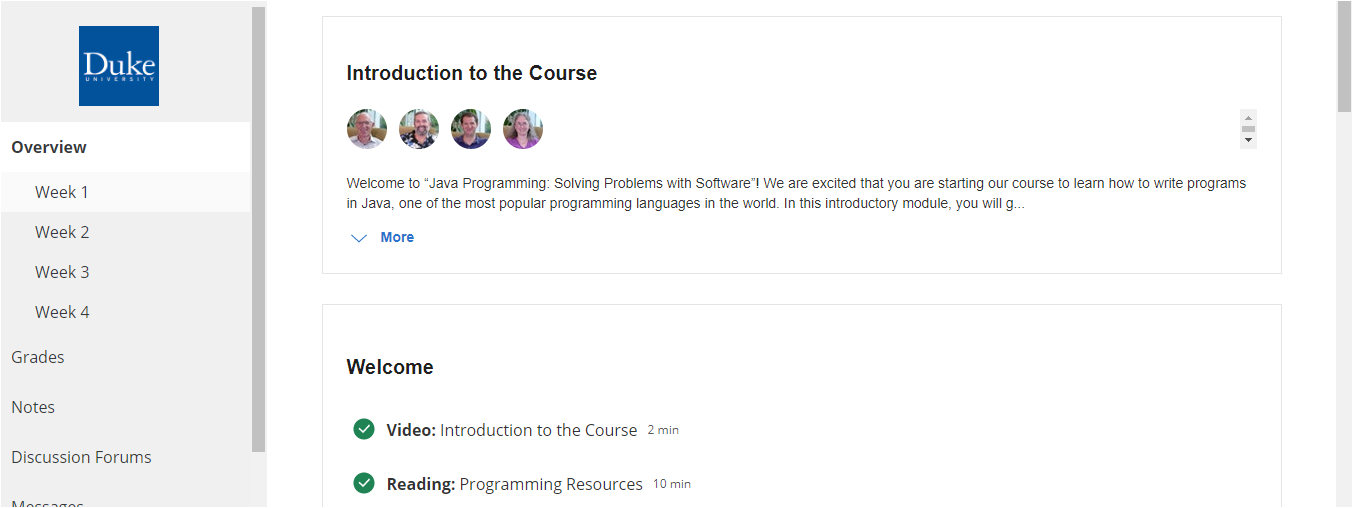 Duke
UNIVERSITY
Overview
Week 1
Week 2
Week 3
Week 4
Grades
Notes
Discussion Forums
Messages
Introduction to the Course
Welcome to “Java Programming: Solving Problems with Software”! We are excited that you are starting our course to learn how to write programs
in Java, one of the most popular programming languages in the world. In this introductory module, you will g...
More
Welcome
Video: Introduction to the Course 2 min
Reading: Programming Resources 10 min